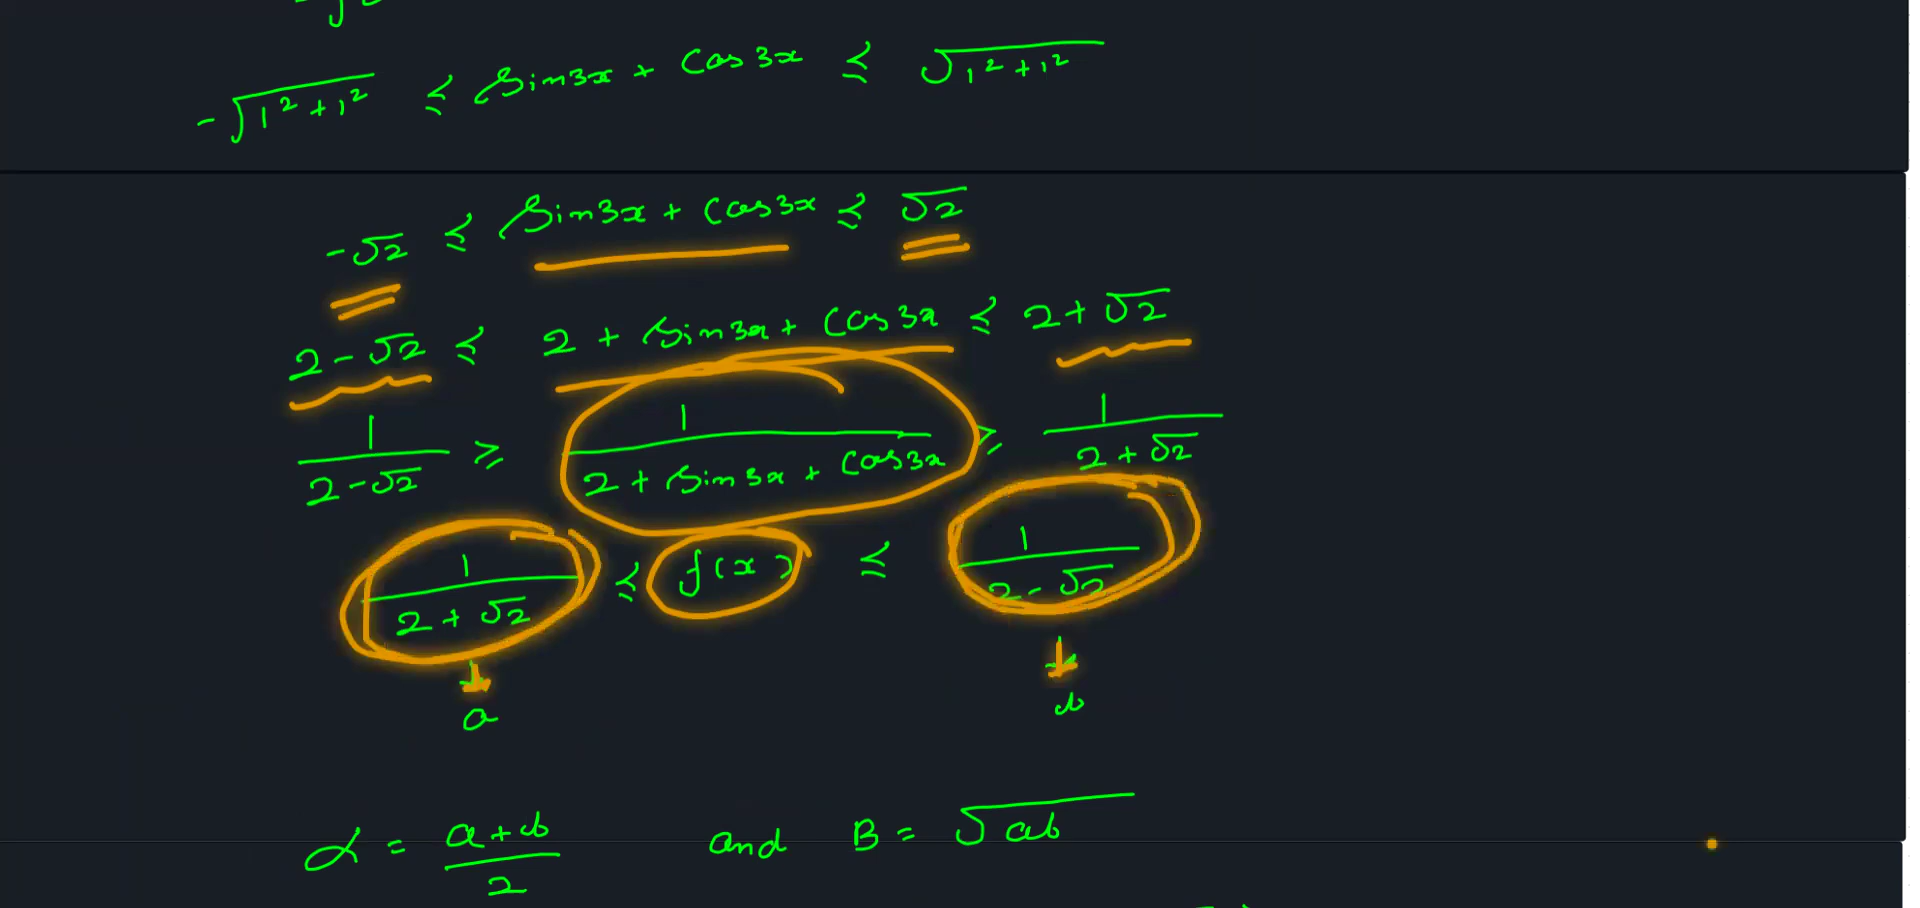 -√(1² + 1²) ≤ Sin3x + Cos3x ≤ √(1² + 1²)
-√2 ≤ Sin3x + Cos3x ≤ √2
2 - √2 ≤ 2 + Sin3x + Cos3x ≤ 2 + √2
1/(2 - √2) ≥ 1/(2 + Sin3x + Cos3x) ≥ 1/(2 + √2)
1/(2 + √2) ≤ f(x) ≤ 1/(2 - √2)
a b
α = (a + b)/2 and B = √ab